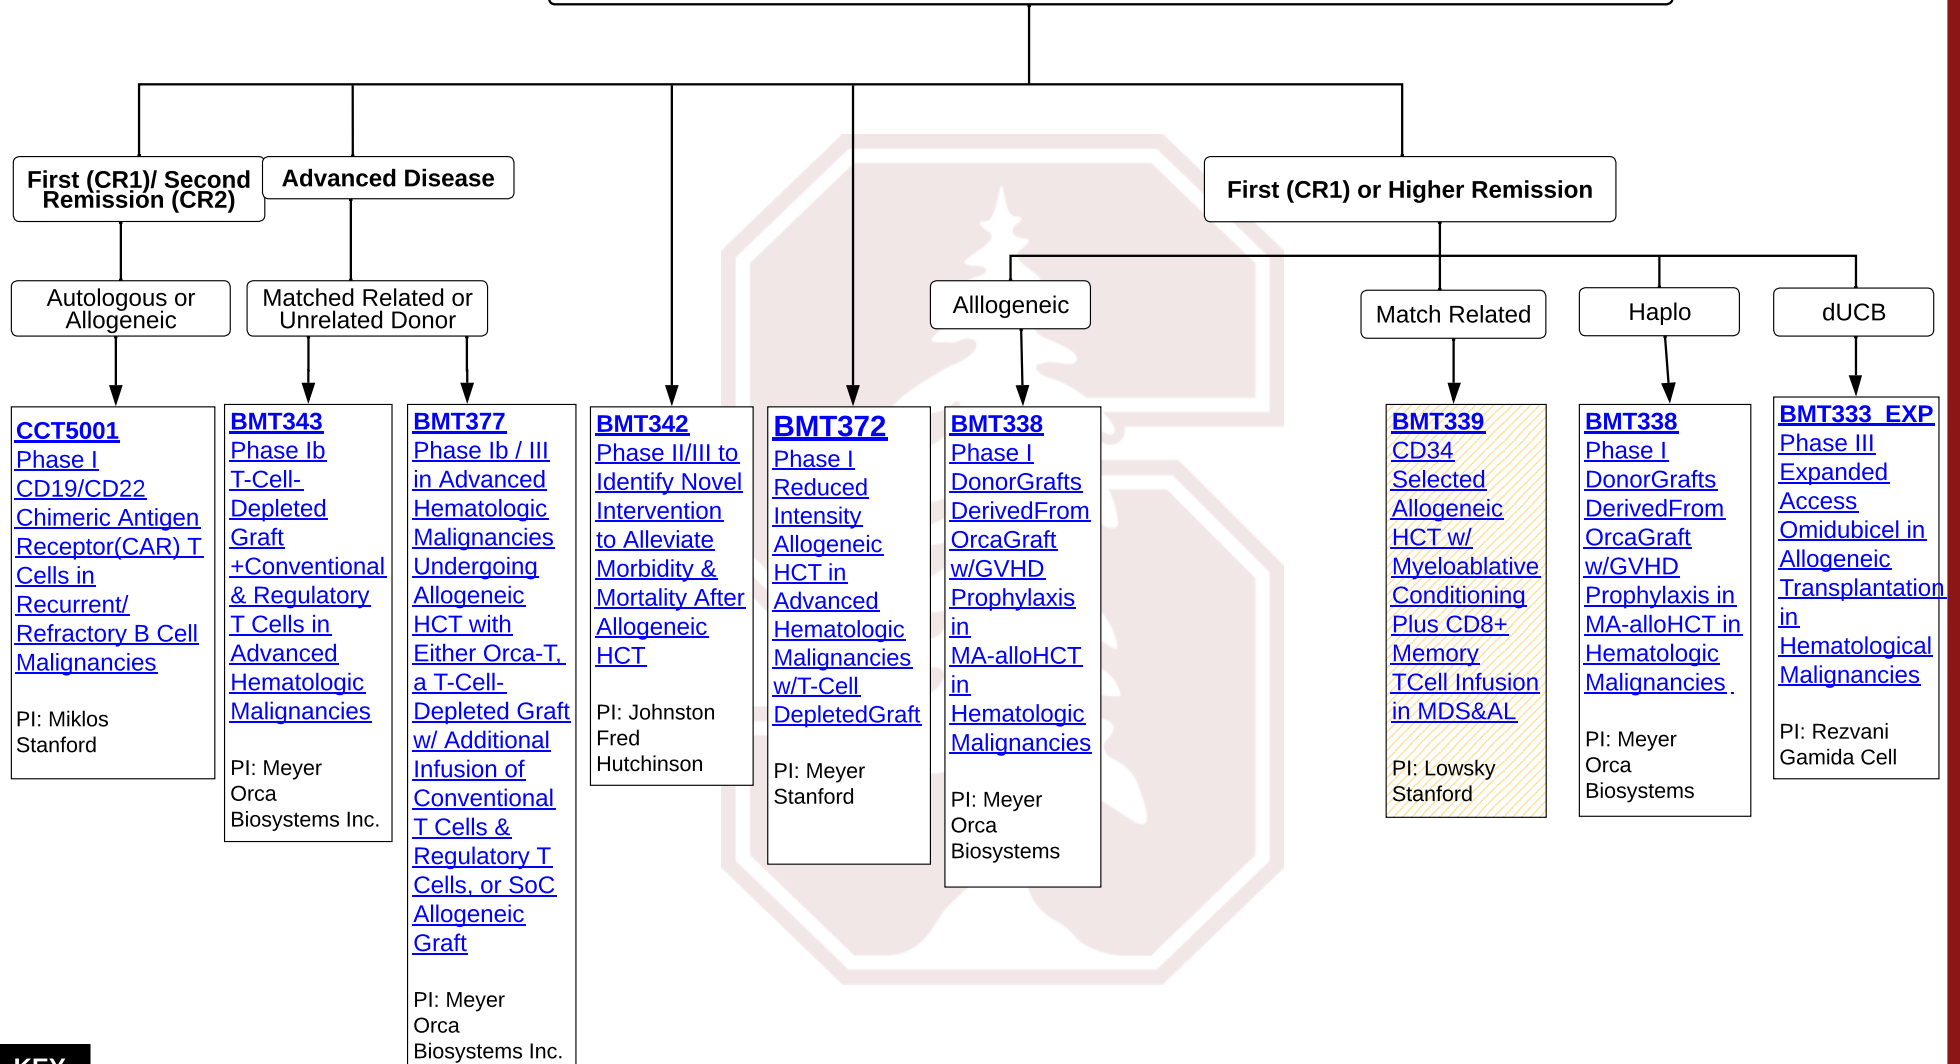 First (CR1)/ Second
Remission (CR2)
Advanced Disease
First (CR1) or Higher Remission
Autologous or
Allogeneic
Matched Related or
Unrelated Donor
Alllogeneic
Match Related
Haplo
dUCB
CCT5001
Phase I
CD19/CD22
Chimeric Antigen
Receptor(CAR) T
Cells in
Recurrent/
Refractory B Cell
Malignancies
PI: Miklos
Stanford
BMT343
Phase Ib
T-Cell-
Depleted
Graft
+Conventional
& Regulatory
T Cells in
Advanced
Hematologic
Malignancies
PI: Meyer
Orca
Biosystems Inc.
BMT377
Phase Ib / III
in Advanced
Hematologic
Malignancies
Undergoing
Allogeneic
HCT with
Either Orca-T,
a T-Cell-
Depleted Graft
w/ Additional
Infusion of
Conventional
T Cells &
Regulatory T
Cells, or SoC
Allogeneic
Graft
PI: Meyer
Orca
Biosystems Inc.
BMT342
Phase II/III to
Identify Novel
Intervention
to Alleviate
Morbidity &
Mortality After
Allogeneic
HCT
PI: Johnston
Fred
Hutchinson
BMT372
Phase I
Reduced
Intensity
Allogeneic
HCT in
Advanced
Hematologic
Malignancies
w/T-Cell
DepletedGraft
PI: Meyer
Stanford
BMT338
Phase I
DonorGrafts
DerivedFrom
OrcaGraft
w/GVHD
Prophylaxis
in
MA-alloHCT
in
Hematologic
Malignancies
PI: Meyer
Orca
Biosystems
BMT339
CD34
Selected
Allogeneic
HCT w/
Myeloablative
Conditioning
Plus CD8+
Memory
TCell Infusion
in MDS&AL
PI: Lowsky
Stanford
BMT338
Phase I
DonorGrafts
DerivedFrom
OrcaGraft
w/GVHD
Prophylaxis in
MA-alloHCT in
Hematologic
Malignancies .
PI: Meyer
Orca
Biosystems
BMT333_EXP
Phase III
Expanded
Access
Omidubicel in
Allogeneic
Transplantation
in
Hematological
Malignancies
PI: Rezvani
Gamida Cell
KEY